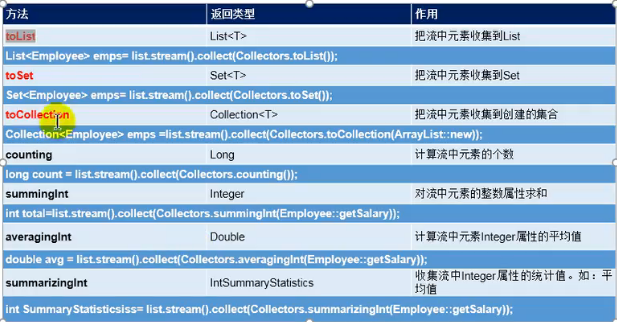 方法 返回类型 作用
toList List<T> 把流中元素收集到List
List<Employee> emps= list.stream().collect(Collectors.toList());
toSet Set<T> 把流中元素收集到Set
Set<Employee> emps= list.stream().collect(Collectors.toSet());
toCollection Collection<T> 把流中元素收集到创建的集合
Collection<Employee> emps =list.stream().collect(Collectors.toCollection(ArrayList::new));
counting Long 计算流中元素的个数
long count = list.stream().collect(Collectors.counting());
summingInt Integer 对流中元素的整数属性求和
int total=list.stream().collect(Collectors.summingInt(Employee::getSalary));
averagingInt Double 计算流中元素Integer属性的平均值
double avg = list.stream().collect(Collectors.averagingInt(Employee::getSalary));
summarizingInt IntSummaryStatistics 收集流中Integer属性的统计值。如：平
均值
int SummaryStatisticsiss= list.stream().collect(Collectors.summarizingInt(Employee::getSalary));